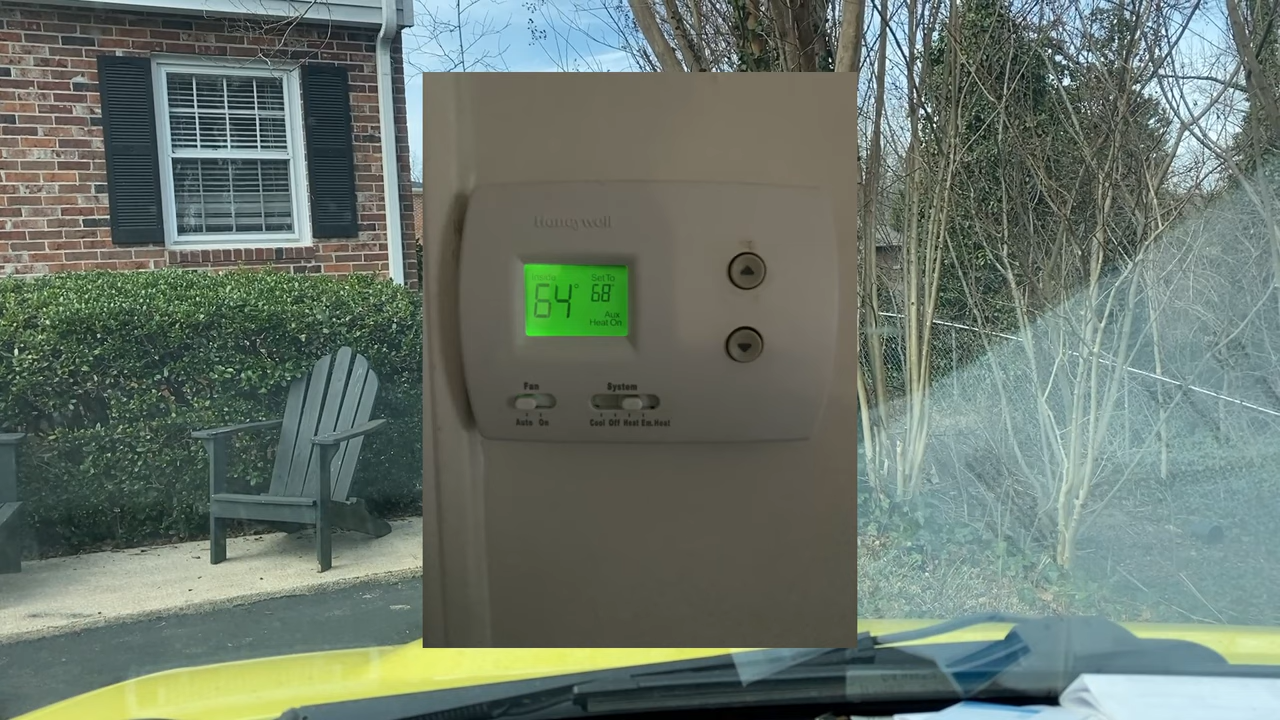 Honeywell
Inside Set To
64° 68°
Aux
Heat On
Fan System
Auto On Cool Off Heat Em.Heat